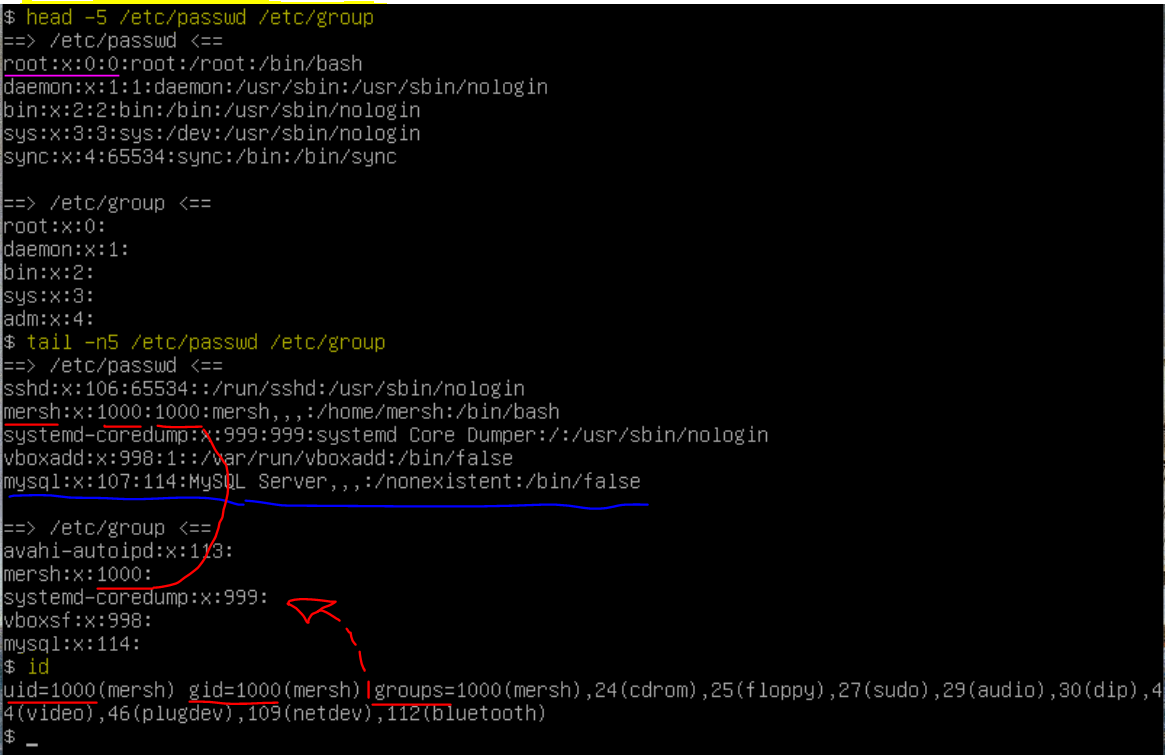 $ head -5 /etc/passwd /etc/group
==> /etc/passwd <==
root:x:0:0:root:/root:/bin/bash
daemon:x:1:1:daemon:/usr/sbin:/usr/sbin/nologin
bin:x:2:2:bin:/bin:/usr/sbin/nologin
sys:x:3:3:sys:/dev:/usr/sbin/nologin
sync:x:4:65534:sync:/bin:/bin/sync
==> /etc/group <==
root:x:0:
daemon:x:1:
bin:x:2:
sys:x:3:
adm:x:4:
$ tail -n5 /etc/passwd /etc/group
==> /etc/passwd <==
sshd:x:106:65534::/run/sshd:/usr/sbin/nologin
mersh:x:1000:1000:mersh,,,:/home/mersh:/bin/bash
systemd-coredump:x:999:999:systemd Core Dumper:/:/usr/sbin/nologin
vboxadd:x:998:1::/var/run/vboxadd:/bin/false
mysql:x:107:114:MySQL Server,,,:/nonexistent:/bin/false
==> /etc/group <==
avahi-autoipd:x:113:
mersh:x:1000:
systemd-coredump:x:999:
vboxsf:x:998:
mysql:x:114:
$ id
uid=1000(mersh) gid=1000(mersh) groups=1000(mersh),24(cdrom),25(floppy),27(sudo),29(audio),30(dip),4
4(video),46(plugdev),109(netdev),112(bluetooth)
$ _